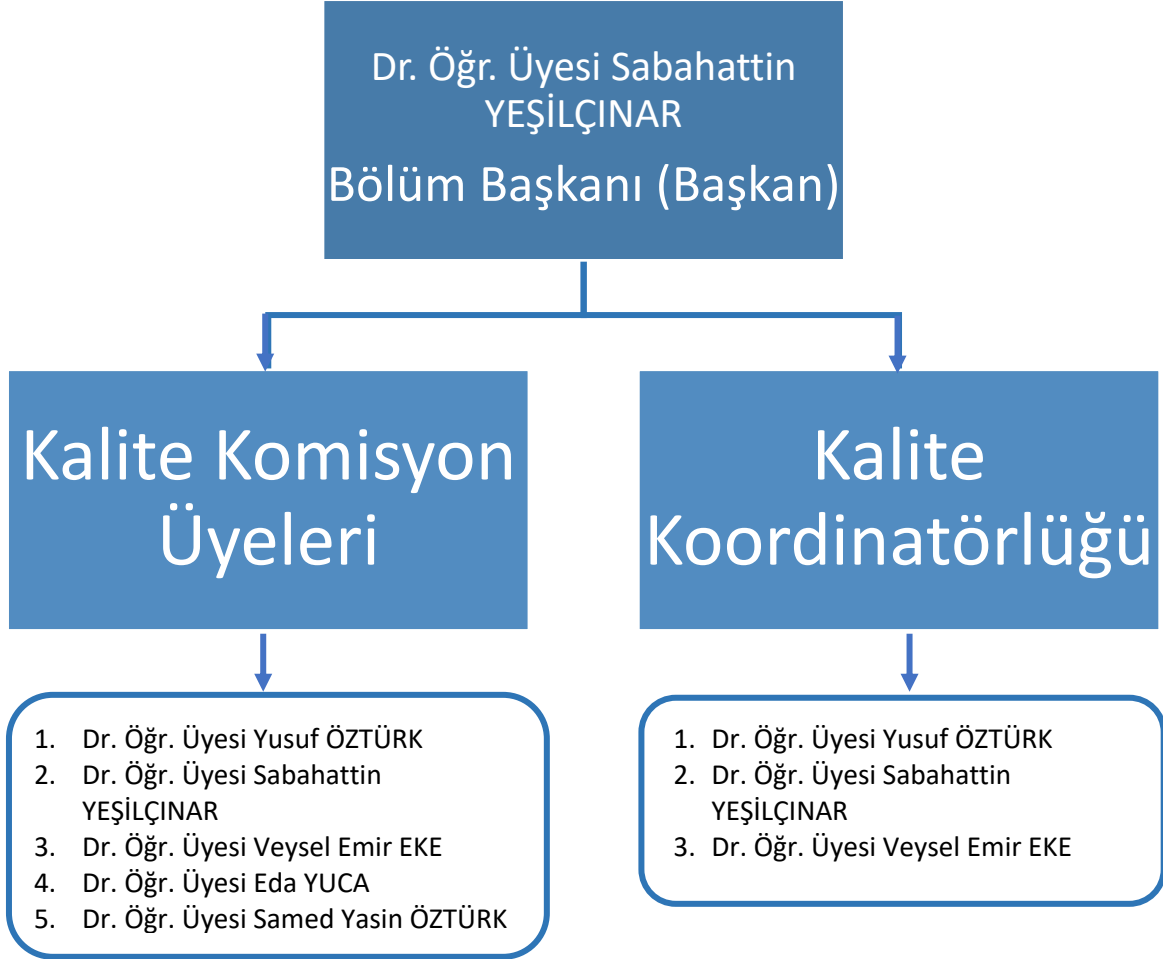 Dr. Öğr. Üyesi Sabahattin
YEŞİLÇINAR
Bölüm Başkanı (Başkan)
Kalite Komisyon
Üyeleri
Kalite
Koordinatörlüğü
1. Dr. Öğr. Üyesi Yusuf ÖZTÜRK
2. Dr. Öğr. Üyesi Sabahattin
YEŞİLÇINAR
3. Dr. Öğr. Üyesi Veysel Emir EKE
4. Dr. Öğr. Üyesi Eda YUCA
5. Dr. Öğr. Üyesi Samed Yasin ÖZTÜRK
1. Dr. Öğr. Üyesi Yusuf ÖZTÜRK
2. Dr. Öğr. Üyesi Sabahattin
YEŞİLÇINAR
3. Dr. Öğr. Üyesi Veysel Emir EKE